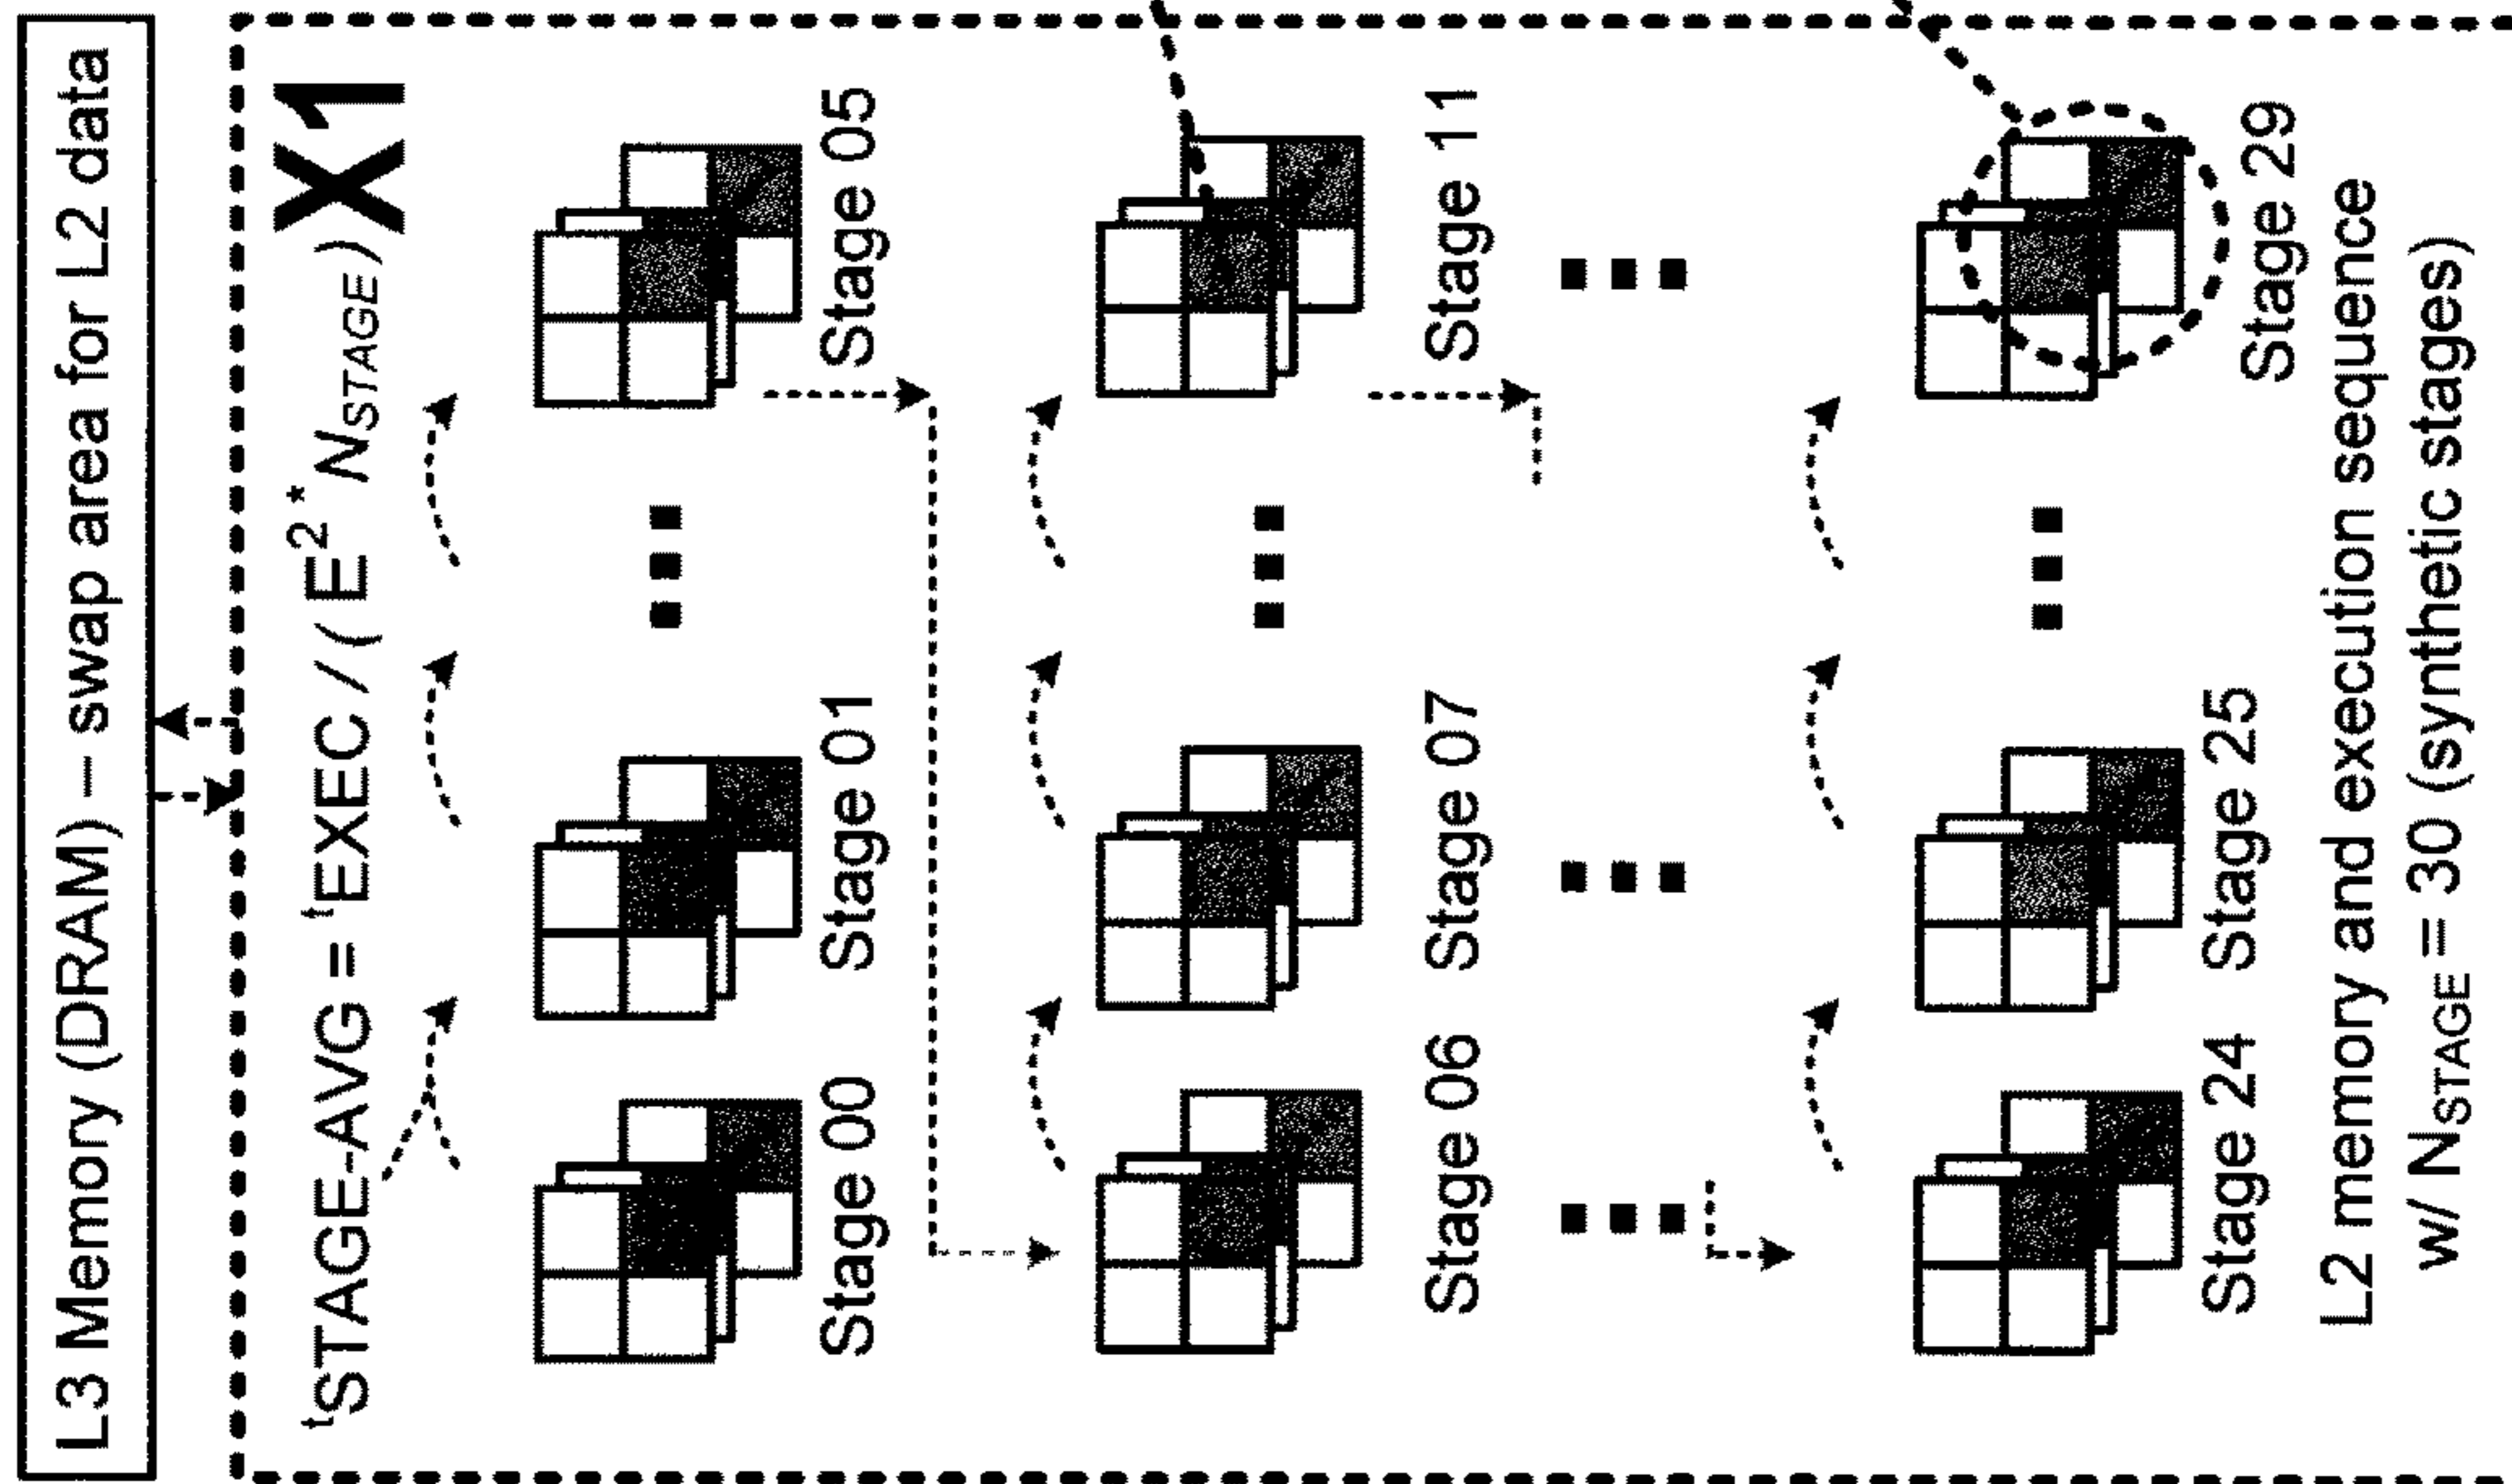 L3 Memory (DRAM) – swap area for L2 data
tSTAGE-AVG = tEXEC / ( E2 * NSTAGE ) X1
Stage 00 Stage 01 Stage 05
Stage 06 Stage 07 Stage 11
Stage 24 Stage 25 Stage 29
L2 memory and execution sequence
w/ NSTAGE = 30 (synthetic stages)